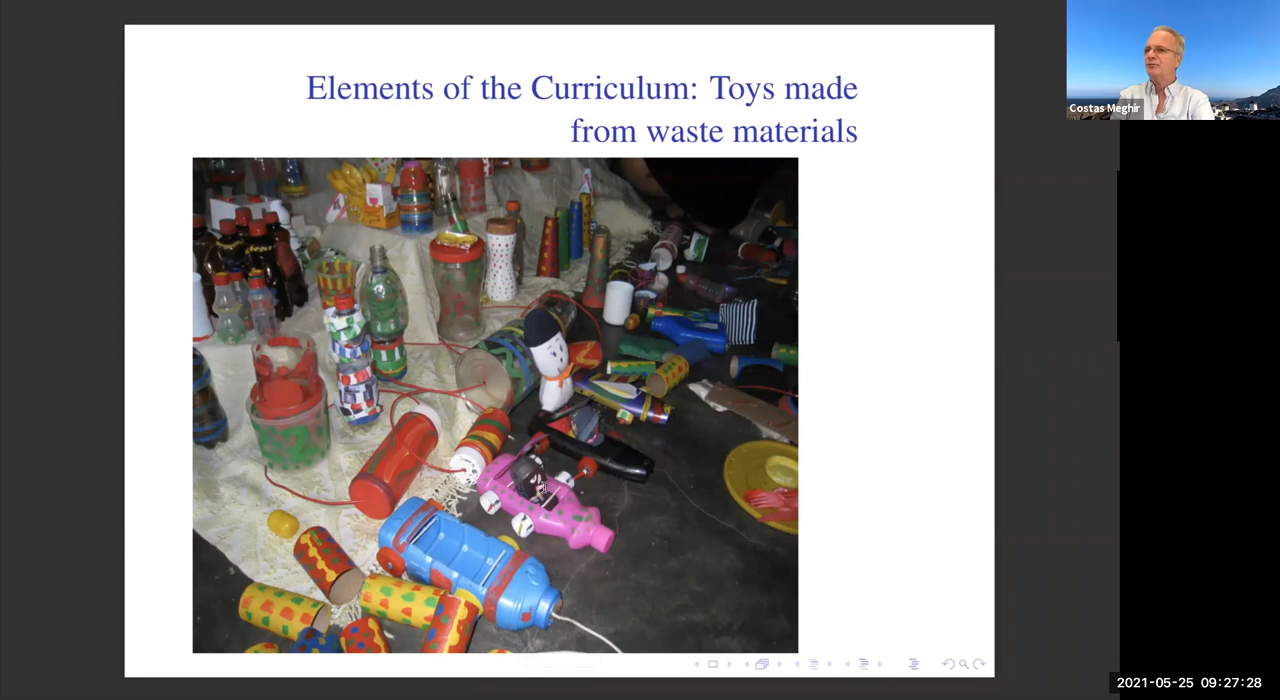 Elements of the Curriculum: Toys made
from waste materials
Costas Meghir
2021-05-25 09:27:28